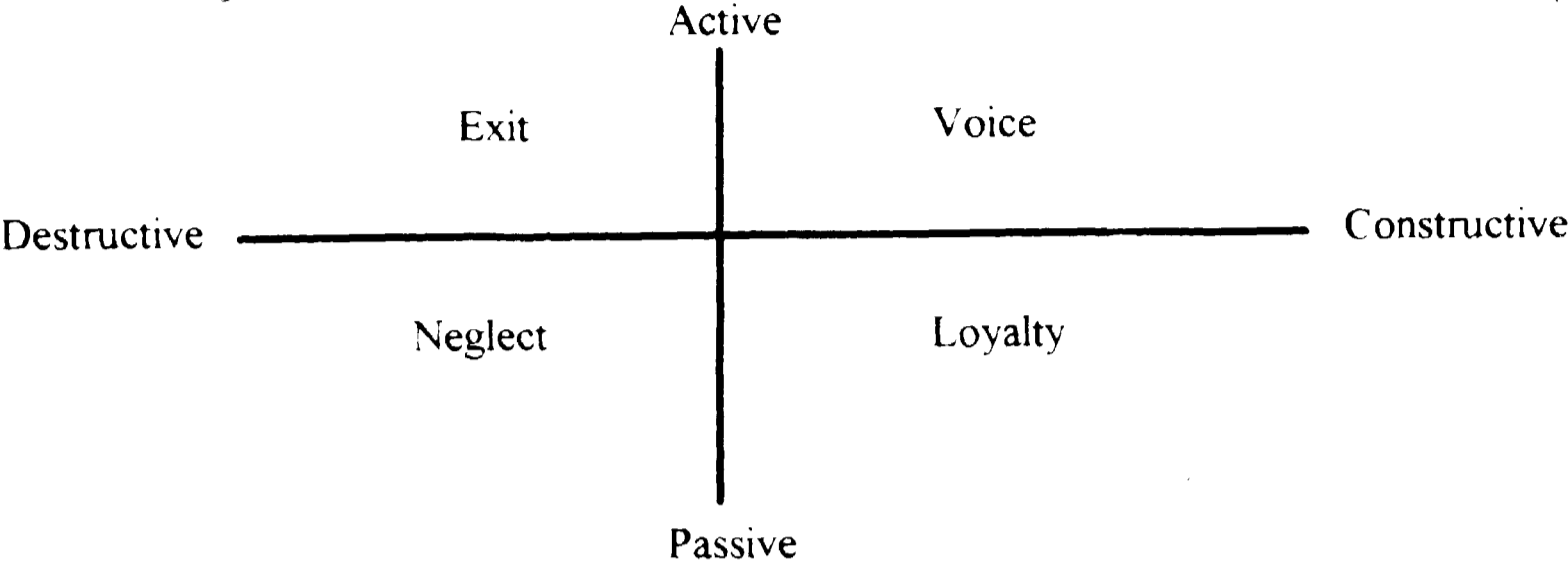 Active
Exit Voice
Destructive Constructive
Neglect Loyalty
Passive